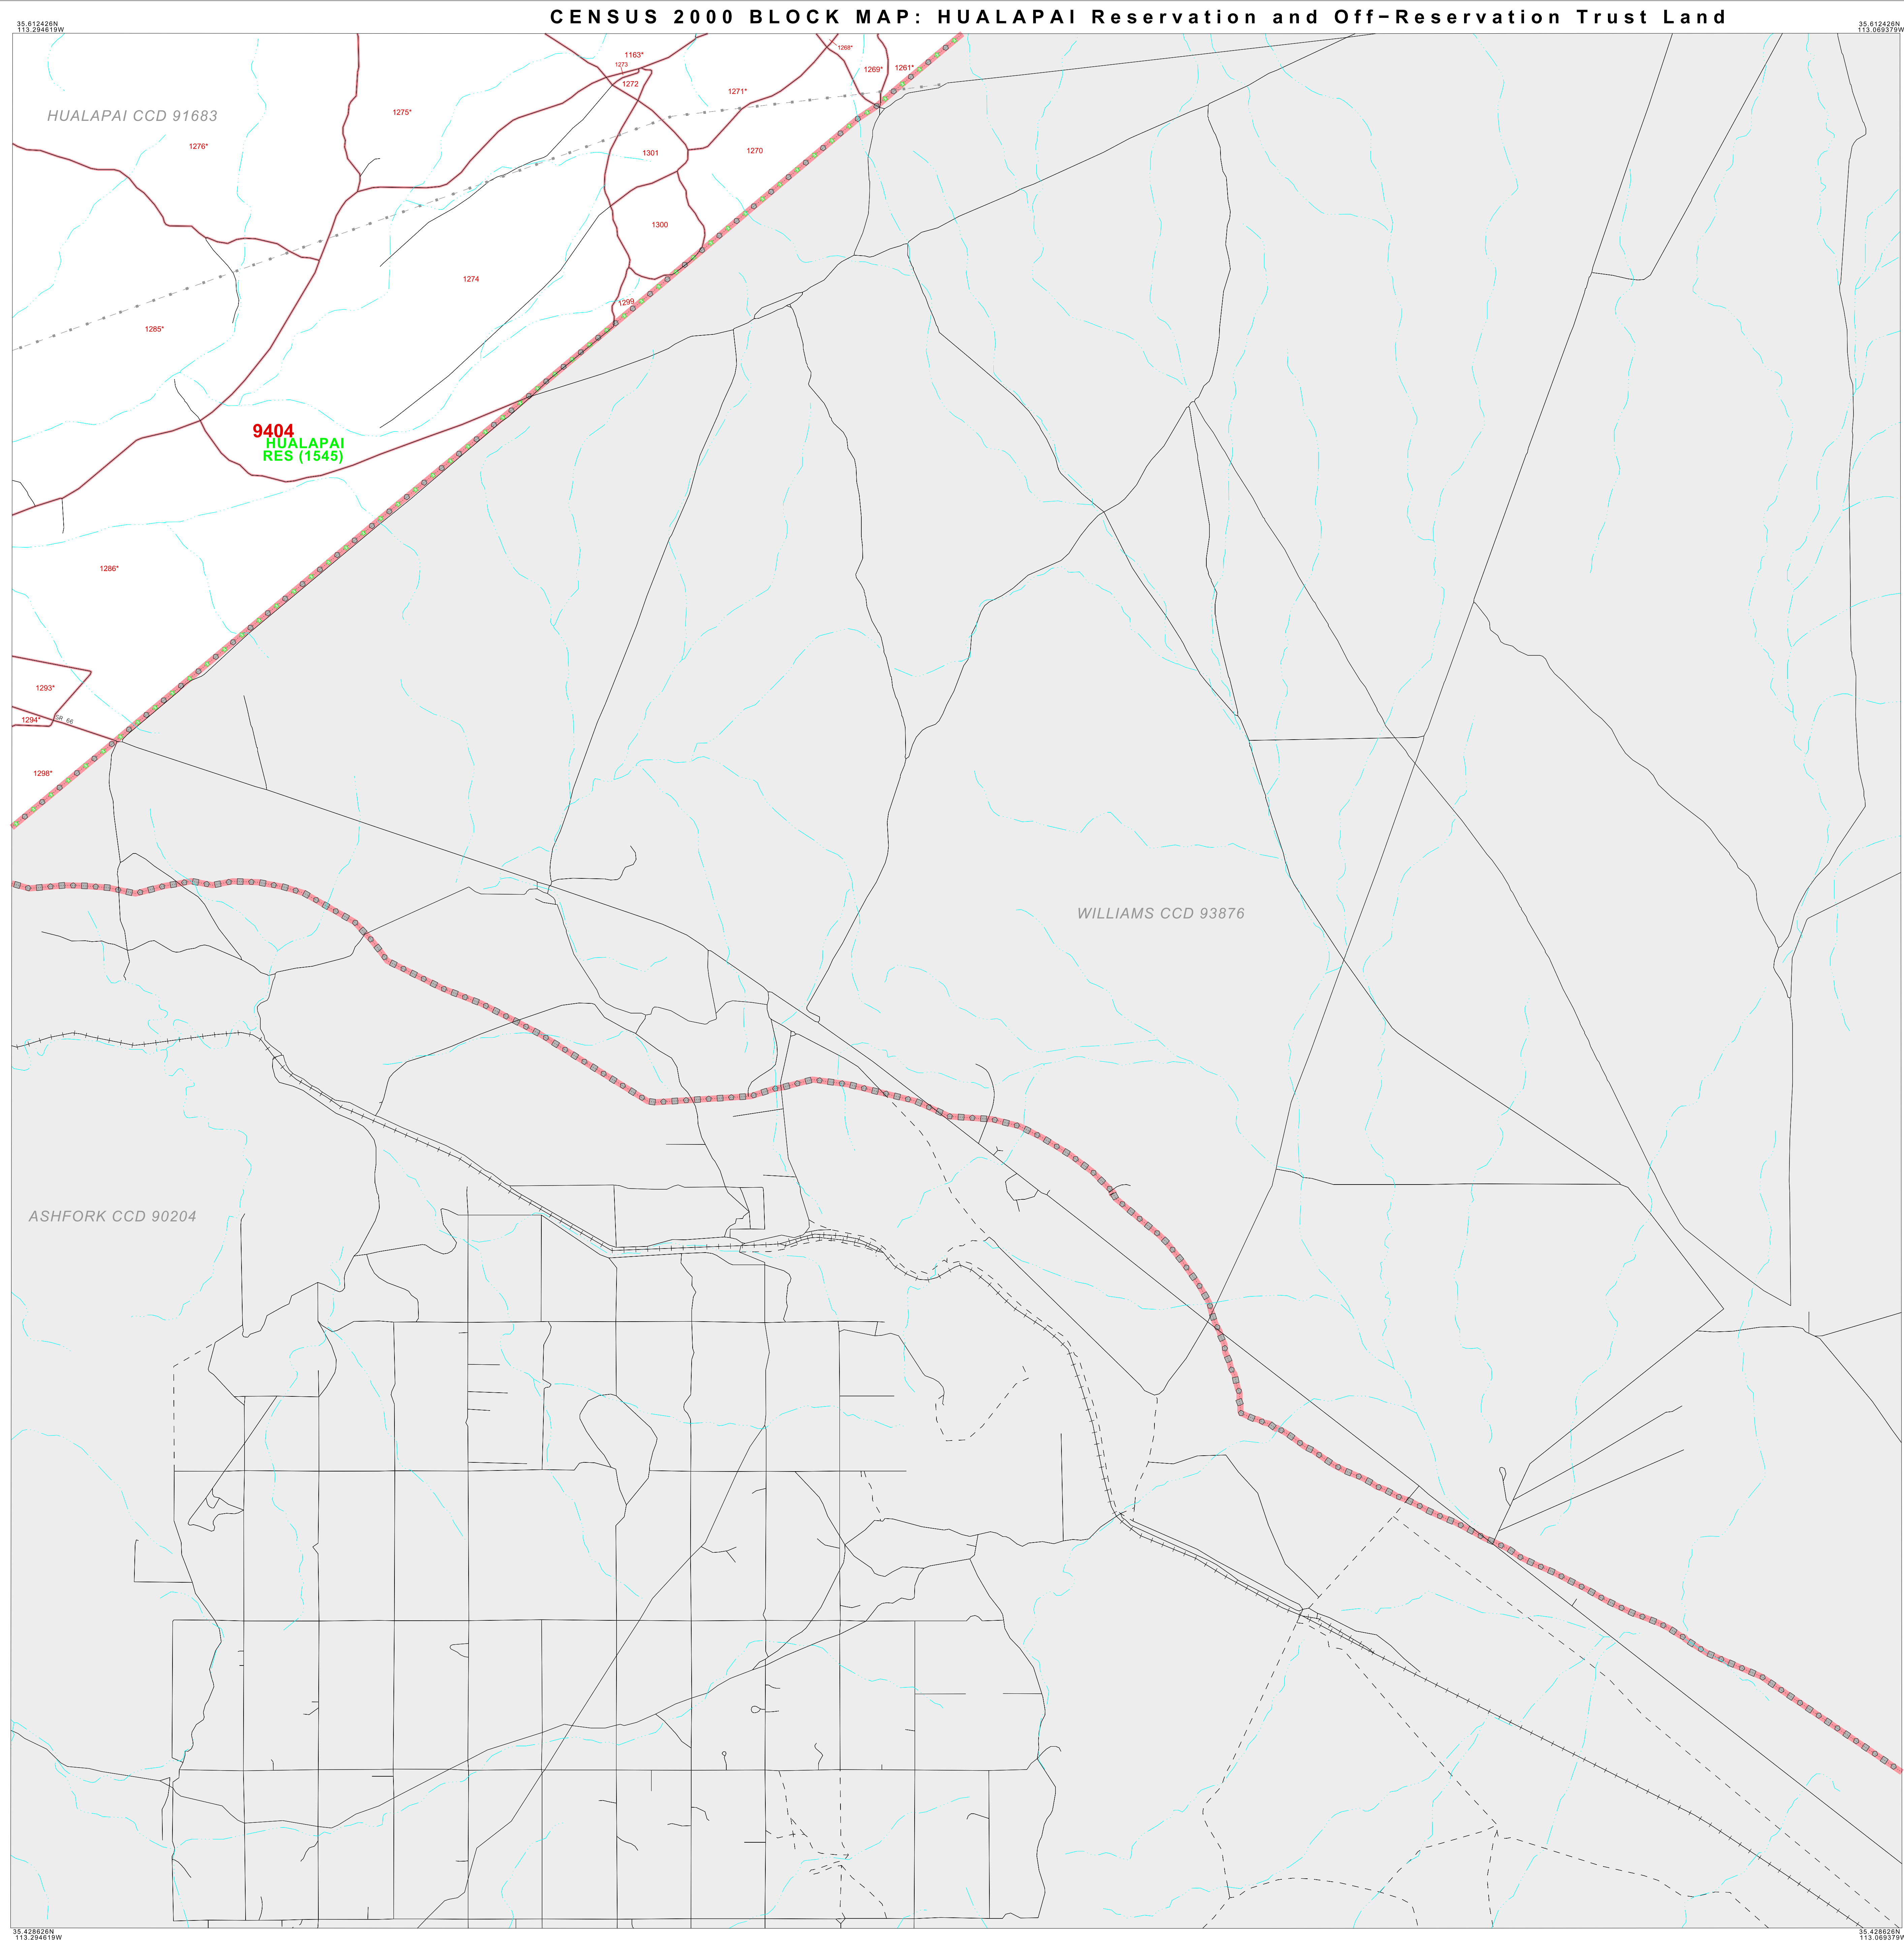 CENSUS 2000 BLOCK MAP: HUALAPAI Reservation and Off−Reservation Trust Land
35.612426N
113.294619W
35.612426N
113.069379W
1163*
1268*
1273
1269*
1261*
1272
1271*
1275*
HUALAPAI CCD 91683
1276*
1301
1270
1300
1274
1299
1285*
9404
HUALAPAI
RES (1545)
1286*
1293*
1294*
SR 66
1298*
WILLIAMS CCD 93876
ASHFORK CCD 90204
35.428626N
113.294619W
35.428626N
113.069379W